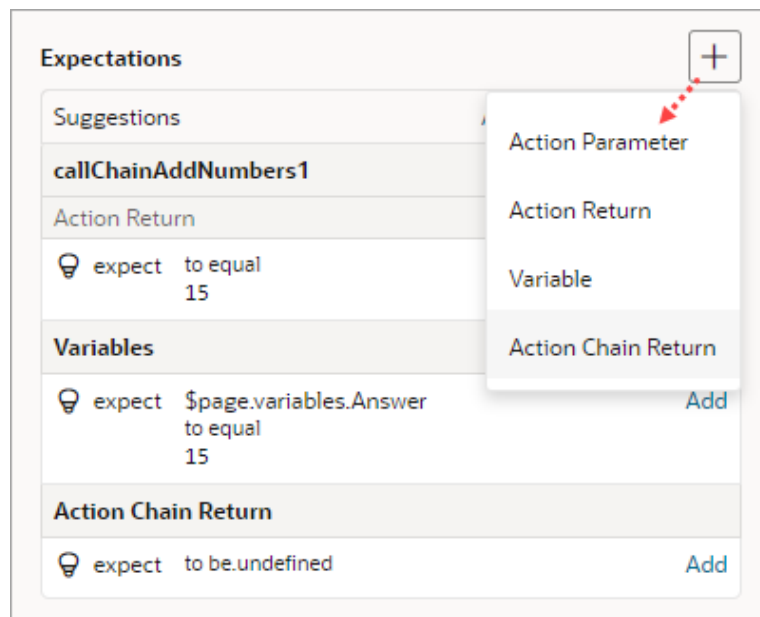 Expectations
Suggestions
Action Parameter
callChainAddNumbers1
Action Return
Action Return
expect to equal
15
Variable
Variables
Action Chain Return
expect $page.variables.Answer Add
to equal
15
Action Chain Return
expect to be.undefined Add